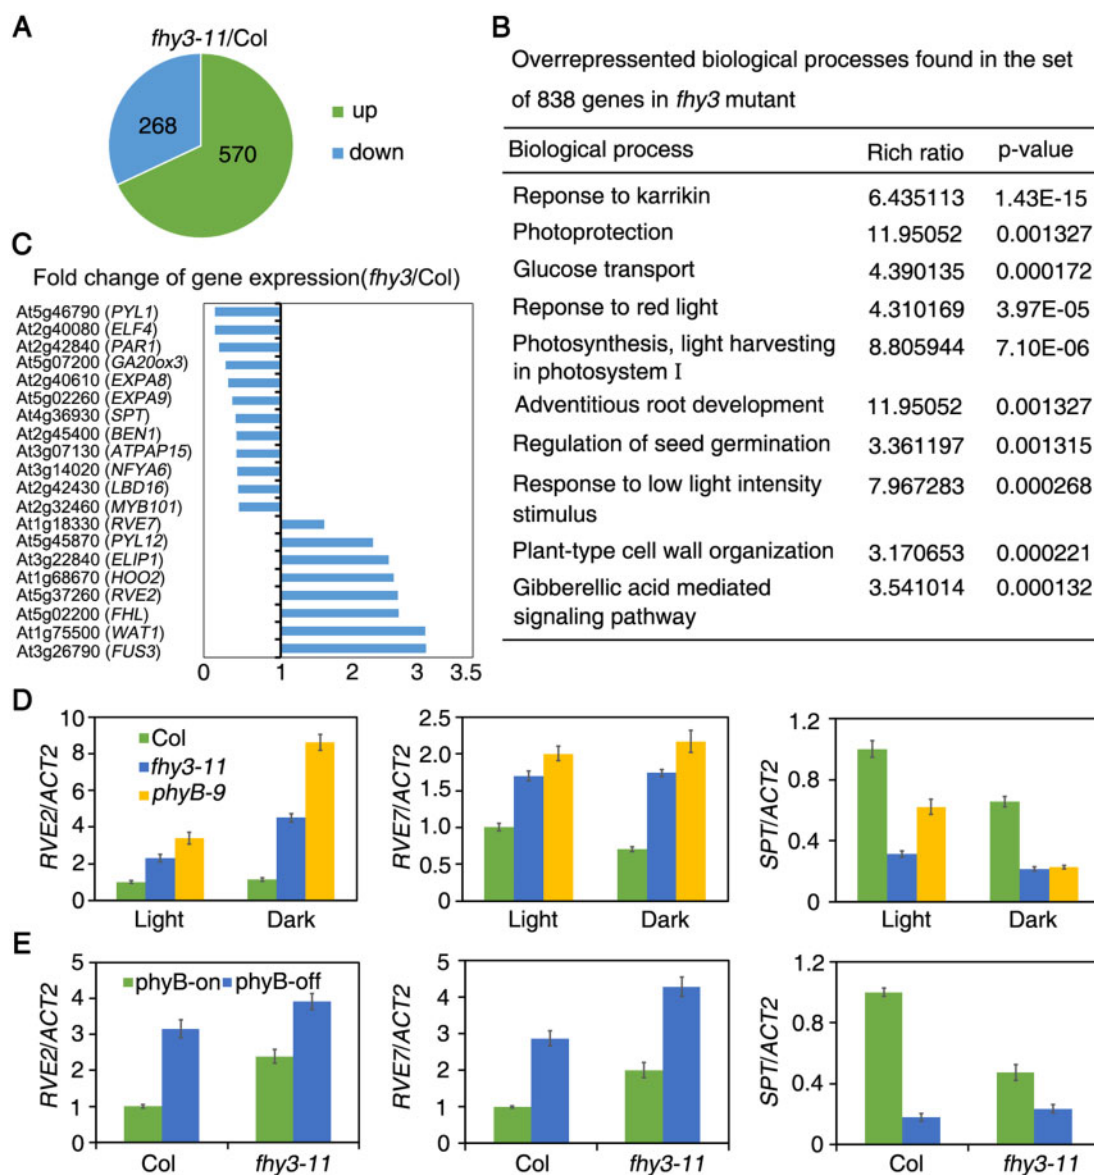 A
fhy3-11/Col
268
570
up
down
B
Overrepresented biological processes found in the set
of 838 genes in fhy3 mutant
Biological process Rich ratio p-value
Reponse to karrikin 6.435113 1.43E-15
Photoprotection 11.95052 0.001327
Glucose transport 4.390135 0.000172
Reponse to red light 4.310169 3.97E-05
Photosynthesis, light harvesting
in photosystem I 8.805944 7.10E-06
Adventitious root development 11.95052 0.001327
Regulation of seed germination 3.361197 0.001315
Response to low light intensity
stimulus 7.967283 0.000268
Plant-type cell wall organization 3.170653 0.000221
Gibberellic acid mediated
signaling pathway 3.541014 0.000132
C
Fold change of gene expression(fhy3/Col)
At5g46790 (PYL1)
At2g40080 (ELF4)
At2g42840 (PAR1)
At5g07200 (GA20ox3)
At2g40610 (EXPA8)
At5g02260 (EXPA9)
At4g36930 (SPT)
At2g45400 (BEN1)
At3g07130 (ATPAP15)
At3g14020 (NFYA6)
At2g42430 (LBD16)
At2g32460 (MYB101)
At1g18330 (RVE7)
At5g45870 (PYL12)
At3g22840 (ELIP1)
At1g68670 (HOO2)
At5g37260 (RVE2)
At5g02200 (FHL)
At1g75500 (WAT1)
At3g26790 (FUS3)
0 1 2 3 3.5
D
RVE2/ACT2
10
8
6
4
2
0
Col
fhy3-11
phyB-9
Light Dark
RVE7/ACT2
2.5
2.0
1.5
1.0
0.5
0
Light Dark
SPT/ACT2
1.2
0.8
0.4
0
Light Dark
E
RVE2/ACT2
5
4
3
2
1
0
phyB-on phyB-off
Col fhy3-11
RVE7/ACT2
5
4
3
2
1
0
Col fhy3-11
SPT/ACT2
1.2
0.8
0.4
0
Col fhy3-11